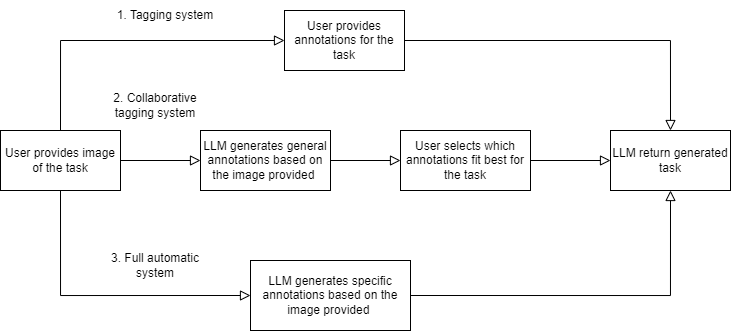 1. Tagging system
User provides
annotations for the
task
2. Collaborative
tagging system
User provides image
of the task
LLM generates general
annotations based on
the image provided
User selects which
annotations fit best for
the task
LLM return generated
task
3. Full automatic
system
LLM generates specific
annotations based on the
image provided